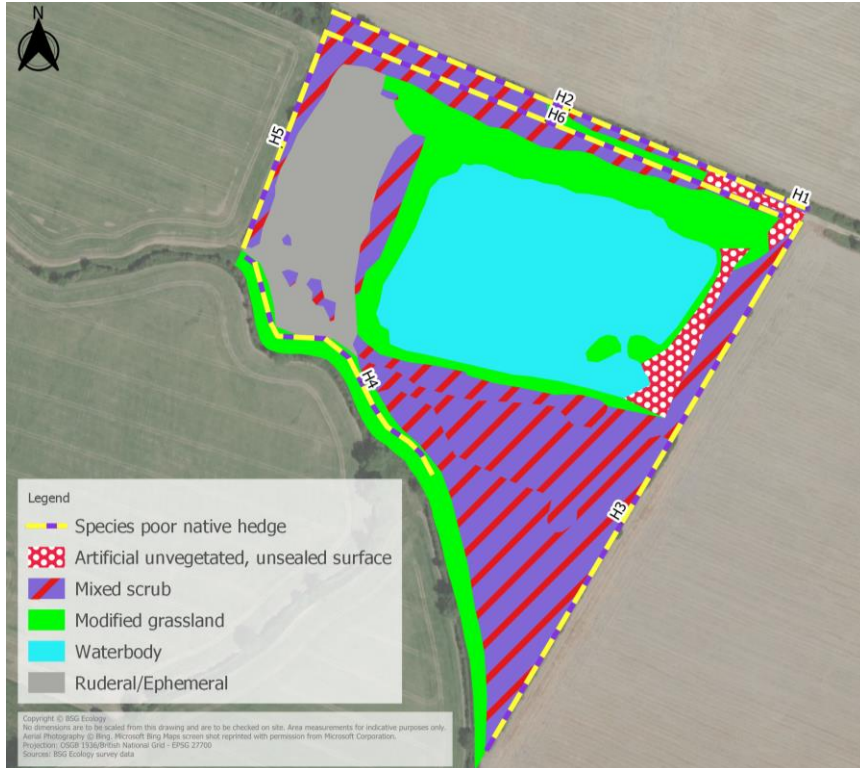 N
H2
H6
H1
H5
H4
H3
Legend
Species poor native hedge
Artificial unvegetated, unsealed surface
Mixed scrub
Modified grassland
Waterbody
Ruderal/Ephemeral
Copyright © BSG Ecology
No dimensions are to be scaled from this drawing and are to be checked on site. Area measurements for indicative purposes only.
Aerial Photography © Bing. Microsoft Bing Maps screen shot reprinted with permission from Microsoft Corporation.
Projection: OSGB 1936/British National Grid - EPSG 27700
Sources: BSG Ecology survey data